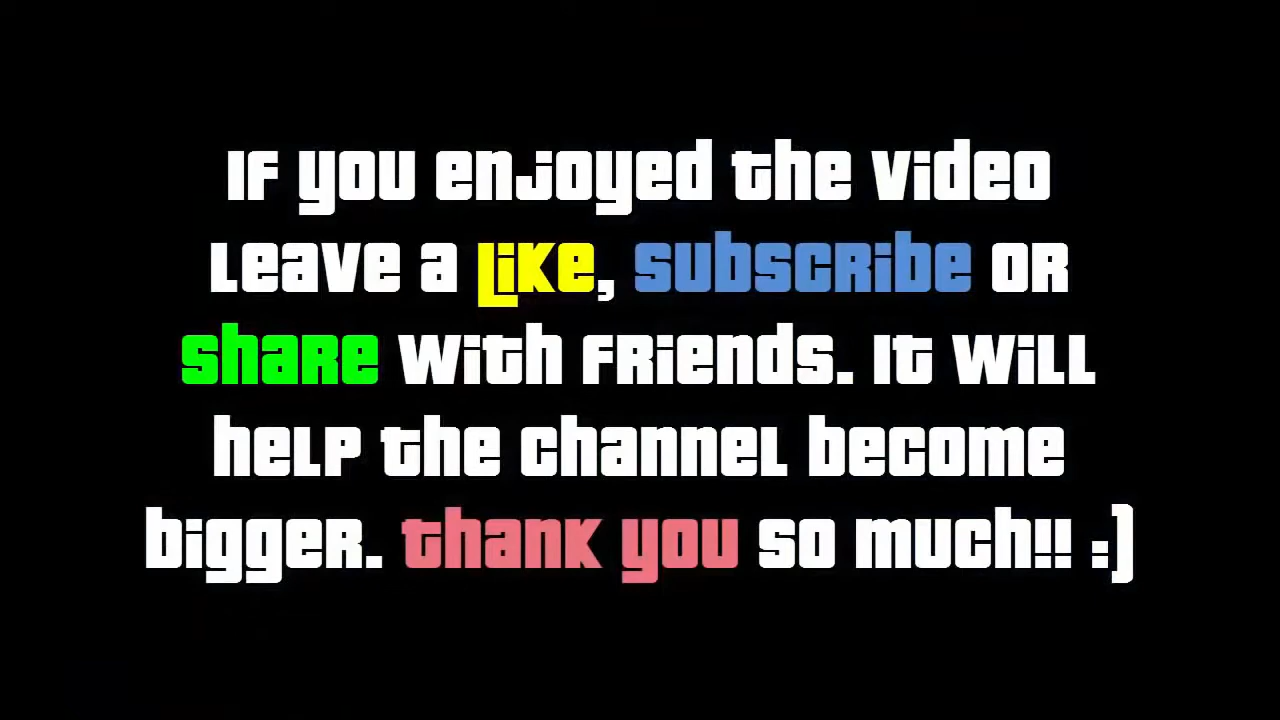 If you enjoyed the video
leave a Like, subscribe or
share with friends. It will
help the channel become
bigger. thank you so much!! :)